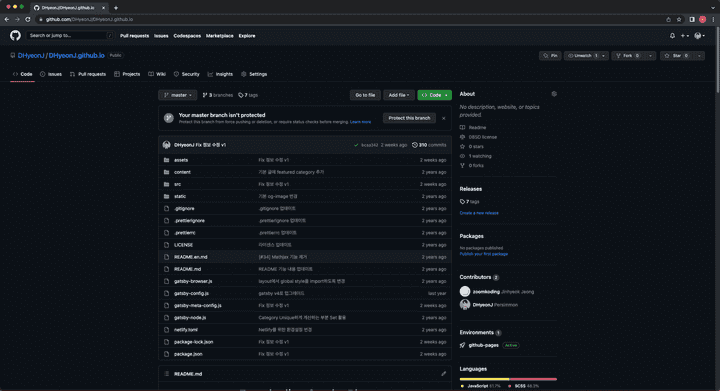 DHyeonJ/DHyeonJ.github.io
github.com/DHyeonJ/DHyeonJ.github.io
Search or jump to...
Pull requests Issues Codespaces Marketplace Explore
DHyeonJ / DHyeonJ.github.io Public
Pin Unwatch 1 Fork 0 Star 0
Code Issues Pull requests Projects Wiki Security Insights Settings
master 3 branches 7 tags Go to file Add file Code
Your master branch isn't protected
Protect this branch from force pushing or deletion, or require status checks before merging. Learn more
Protect this branch
DHyeonJ Fix 정보 수정 v1 2 weeks ago 310 commits
assets Fix 정보 수정 v1 2 weeks ago
content 기본 글에 featured category 추가 2 years ago
src Fix 정보 수정 v1 2 weeks ago
static 기본 og-image 변경 2 years ago
.gitignore .gitignore 업데이트 2 years ago
.prettierignore .prettierignore 업데이트 2 years ago
.prettierrc .prettierrc 업데이트 2 years ago
LICENSE 라이센스 업데이트 2 years ago
README.en.md [#34] Mathjax 기능 제거 2 years ago
README.md README 기능 내용 업데이트 2 years ago
gatsby-browser.js layout에서 global style을 import하도록 변경 2 years ago
gatsby-config.js gatsby v4로 업그레이드 last year
gatsby-meta-config.js Fix 정보 수정 v1 2 weeks ago
gatsby-node.js Category Unique하게 계산하는 부분 Set 활용 2 years ago
netlify.toml Netlify를 위한 환경설정 변경 2 years ago
package-lock.json Fix 정보 수정 v1 2 weeks ago
package.json Fix 정보 수정 v1 2 weeks ago
README.md
About
No description, website, or topics
provided.
Readme
0BSD license
0 stars
1 watching
0 forks
Releases
7 tags
Create a new release
Packages
No packages published
Publish your first package
Contributors 2
zoomkoding Jinhyeok Jeong
DHyeonJ Persimmon
Environments 1
github-pages Active
Languages
JavaScript 51.7% SCSS 48.3%